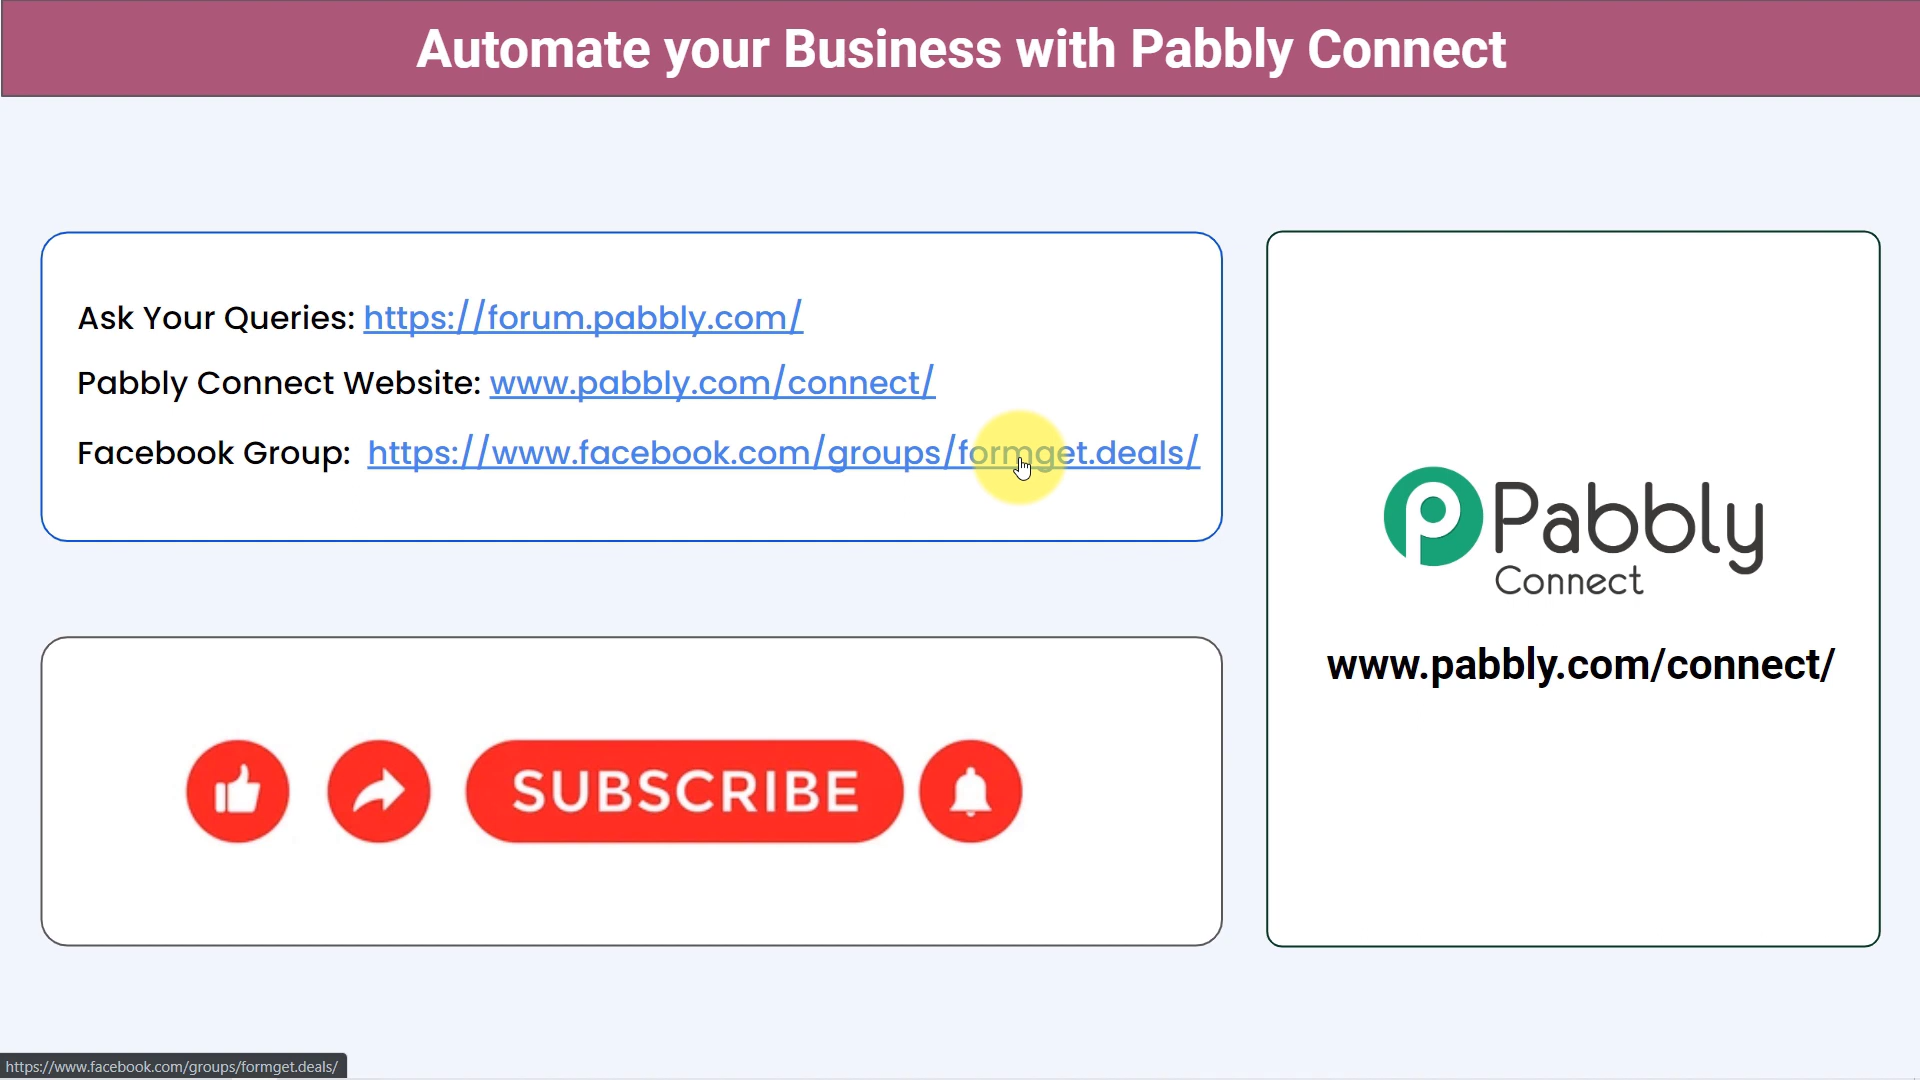 Automate your Business with Pabbly Connect
Ask Your Queries: https://forum.pabbly.com/
Pabbly Connect Website: www.pabbly.com/connect/
Facebook Group: https://www.facebook.com/groups/formget.deals/
SUBSCRIBE
Pabbly
Connect
www.pabbly.com/connect/
https://www.facebook.com/groups/formget.deals/